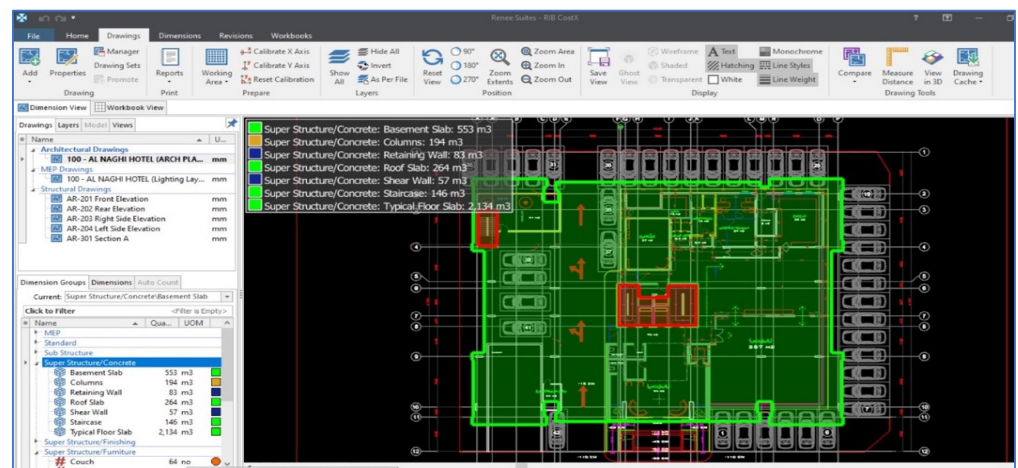 Renee Suites - RIB CostX
File Home Drawings Dimensions Revisions Workbooks
Add Properties Manager Drawing Sets Promote
Drawing
Reports
Print
Working Area Calibrate X Axis Calibrate Y Axis Reset Calibration
Prepare
Show All Hide All Invert As Per File
Layers
Reset View 90° 180° 270° Zoom Extents Zoom Area Zoom In Zoom Out
Position
Save View Ghost View Wireframe Shaded Transparent Text Hatching White Monochrome Line Styles Line Weight
Display
Compare Measure Distance View in 3D Drawing Cache
Drawing Tools
Dimension View Workbook View
Drawings Layers Model Views
Name U...
Architectural Drawings
100 - AL NAGHI HOTEL (ARCH PLA... mm
MEP Drawings
100 - AL NAGHI HOTEL (Lighting Lay... mm
Structural Drawings
AR-201 Front Elevation mm
AR-202 Rear Elevation mm
AR-203 Right Side Elevation mm
AR-204 Left Side Elevation mm
AR-301 Section A mm
Dimension Groups Dimensions Auto Count
Current: Super Structure/Concrete\Basement Slab
Click to Filter <Filter is Empty>
Name Qua... UOM
MEP
Standard
Sub Structure
Super Structure/Concrete
Basement Slab 553 m3
Columns 194 m3
Retaining Wall 83 m3
Roof Slab 264 m3
Shear Wall 57 m3
Staircase 146 m3
Typical Floor Slab 2,134 m3
Super Structure/Finishing
Super Structure/Furniture
Couch 64 no
Super Structure/Concrete: Basement Slab: 553 m3
Super Structure/Concrete: Columns: 194 m3
Super Structure/Concrete: Retaining Wall: 83 m3
Super Structure/Concrete: Roof Slab: 264 m3
Super Structure/Concrete: Shear Wall: 57 m3
Super Structure/Concrete: Staircase: 146 m3
Super Structure/Concrete: Typical Floor Slab: 2,134 m3